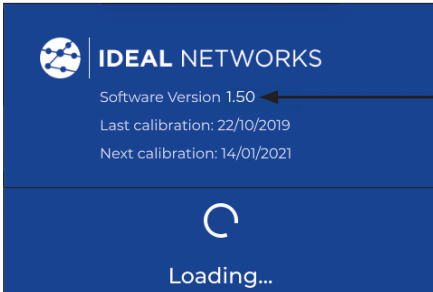 IDEAL NETWORKS
Software Version 1.50
Last calibration: 22/10/2019
Next calibration: 14/01/2021
Loading...